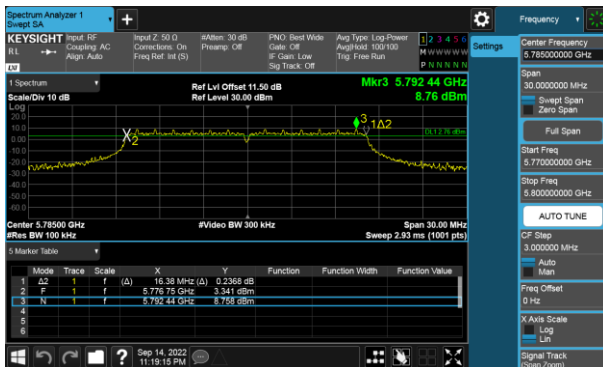 Spectrum Analyzer 1
Swept SA
Frequency
KEYSIGHT Input: RF Input Z: 50 Ω #Atten: 30 dB PNO: Best Wide Avg Type: Log-Power 1 2 3 4 5 6
RL Coupling: AC Corrections: On Preamp: Off Gate: Off Avg|Hold: 100/100 M W W W W W
Align: Auto Freq Ref: Int (S) IF Gain: Low Trig: Free Run
Sig Track: Off P N N N N N
LXI
Settings
1 Spectrum
Ref Lvl Offset 11.50 dB Mkr3 5.792 44 GHz
Scale/Div 10 dB Ref Level 30.00 dBm 8.76 dBm
Log
20.0
10.0
0.00
-10.0
-20.0
-30.0
-40.0
-50.0
-60.0
X2
3 1Δ2
DL1 2.76 dBm
Center 5.78500 GHz #Video BW 300 kHz Span 30.00 MHz
#Res BW 100 kHz Sweep 2.93 ms (1001 pts)
5 Marker Table
Mode Trace Scale X Y Function Function Width Function Value
1 Δ2 1 f (Δ) 16.38 MHz (Δ) 0.2368 dB
2 F 1 f 5.776 75 GHz 3.341 dBm
3 N 1 f 5.792 44 GHz 8.758 dBm
4
5
6
Sep 14, 2022
11:19:15 PM
Center Frequency
5.785000000 GHz
Span
30.0000000 MHz
Swept Span
Zero Span
Full Span
Start Freq
5.770000000 GHz
Stop Freq
5.800000000 GHz
AUTO TUNE
CF Step
3.000000 MHz
Auto
Man
Freq Offset
0 Hz
X Axis Scale
Log
Lin
Signal Track
(Span Zoom)